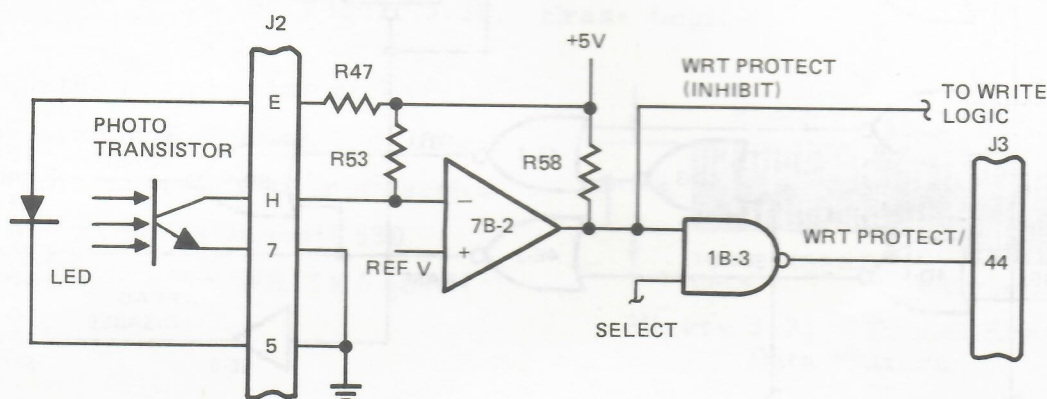 J2
+5V
R47
WRT PROTECT
(INHIBIT)
E
TO WRITE
LOGIC
PHOTO
TRANSISTOR
J3
R53
R58
H
−
7B-2
WRT PROTECT/
7
+
1B-3
44
REF V
LED
SELECT
5